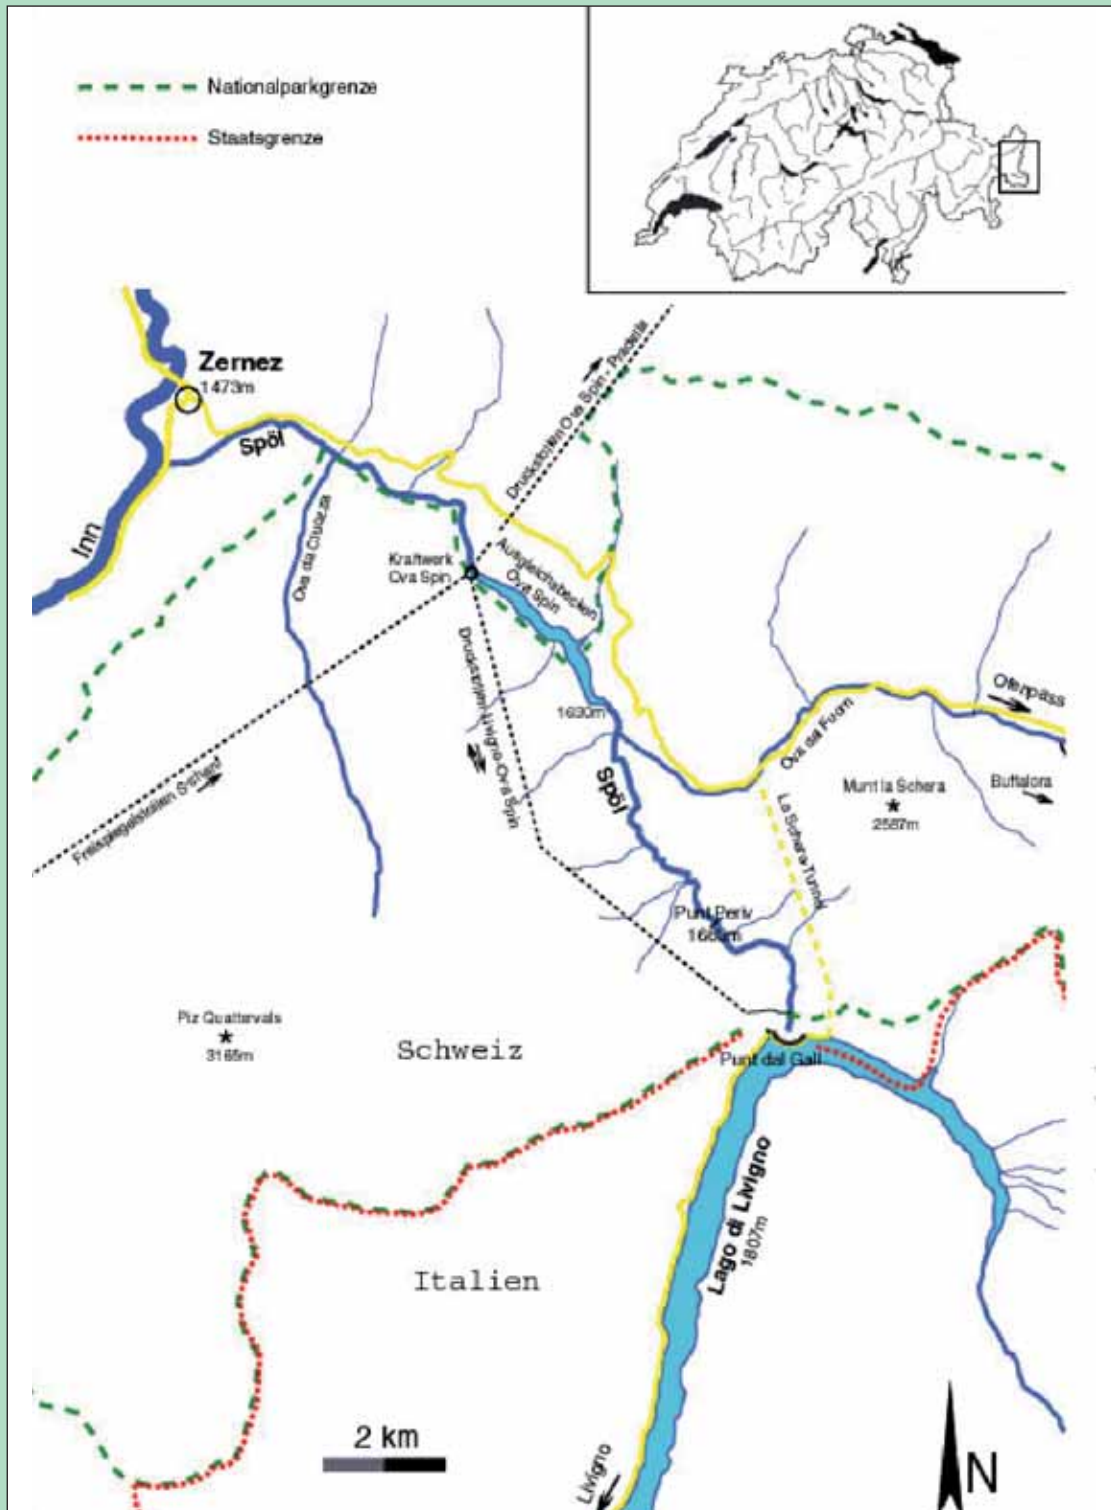 Nationalparkgrenze
Staatsgrenze
Zernez
1473m
Spöl
Inn
Ova da Cluozza
Druckstollen Ova Spin - Pradella
Kraftwerk
Ova Spin
Ausgleichsbecken
Ova Spin
Druckstollen Livigno-Ova Spin
1630m
Spöl
Freispiegelstollen S-chanf
Ova da Fuorn
Ofenpass
Munt la Schera
2587m
Buffalora
La Schera-Tunnel
Punt Periv
Piz Quattervals
3165m
Schweiz
Punt dal Gall
Lago di Livigno
1807m
Italien
2 km
Livigno
N